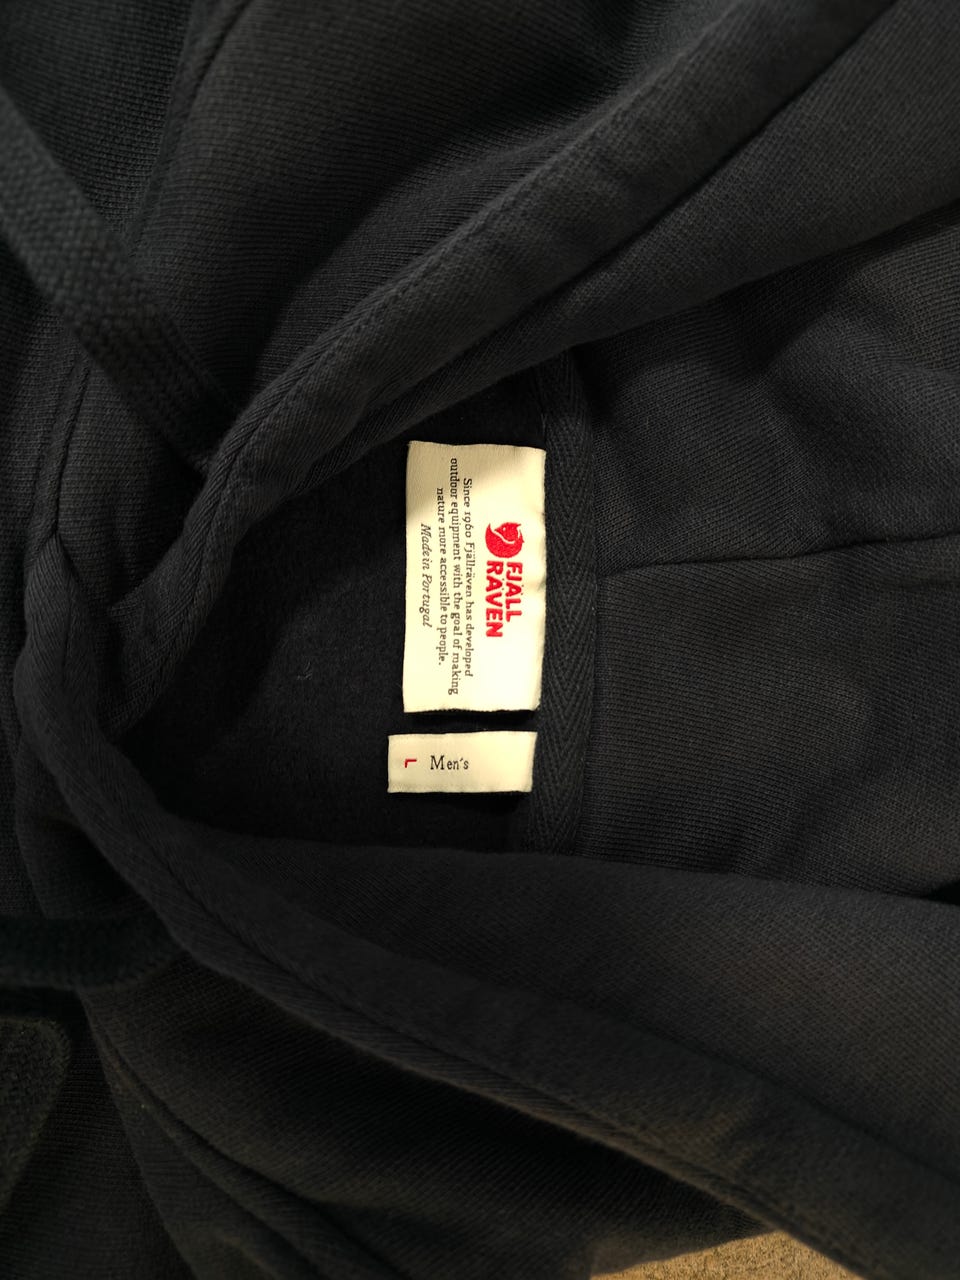 FJÄLL
RÄVEN
Since 1960 Fjällräven has developed
outdoor equipment with the goal of making
nature more accessible to people.
Made in Portugal
Men's
L